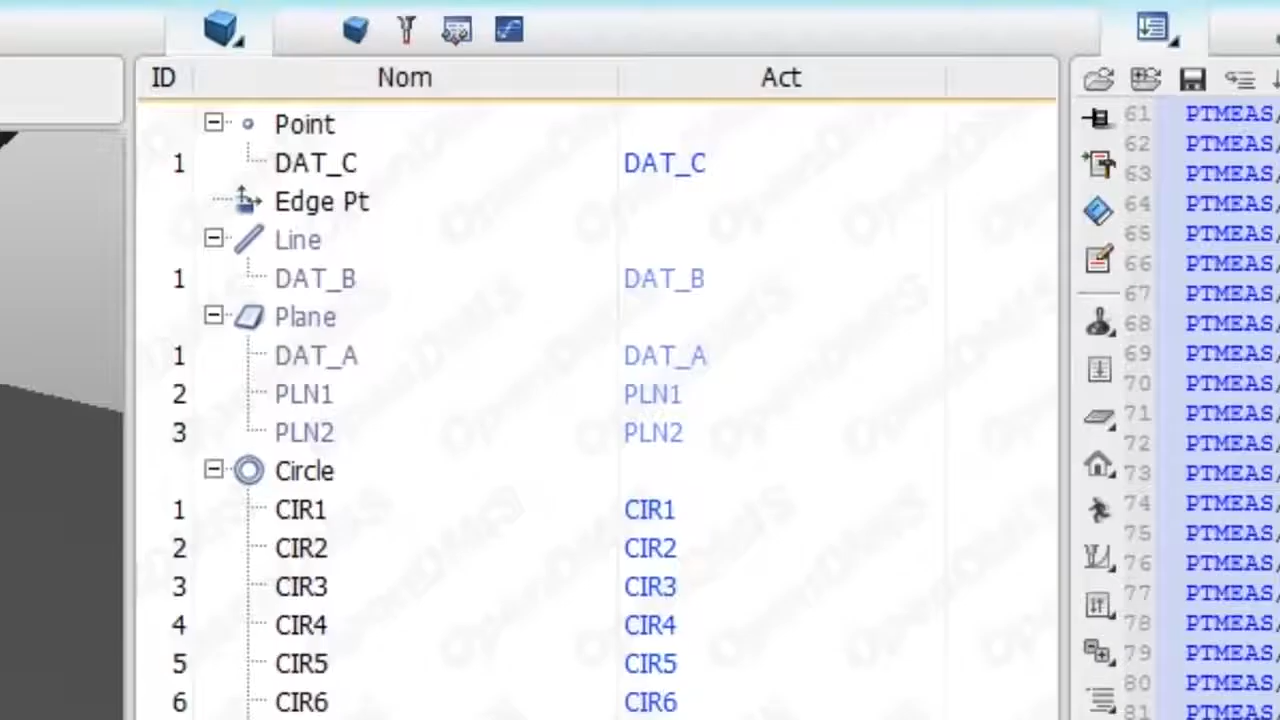 ID Nom Act
Point
1 DAT_C DAT_C
Edge Pt
Line
1 DAT_B DAT_B
Plane
1 DAT_A DAT_A
2 PLN1 PLN1
3 PLN2 PLN2
Circle
1 CIR1 CIR1
2 CIR2 CIR2
3 CIR3 CIR3
4 CIR4 CIR4
5 CIR5 CIR5
6 CIR6 CIR6
61 PTMEAS/
62 PTMEAS/
63 PTMEAS/
64 PTMEAS/
65 PTMEAS/
66 PTMEAS/
67 PTMEAS/
68 PTMEAS/
69 PTMEAS/
70 PTMEAS/
71 PTMEAS/
72 PTMEAS/
73 PTMEAS/
74 PTMEAS/
75 PTMEAS/
76 PTMEAS/
77 PTMEAS/
78 PTMEAS/
79 PTMEAS/
80 PTMEAS/
81 PTMEAS/